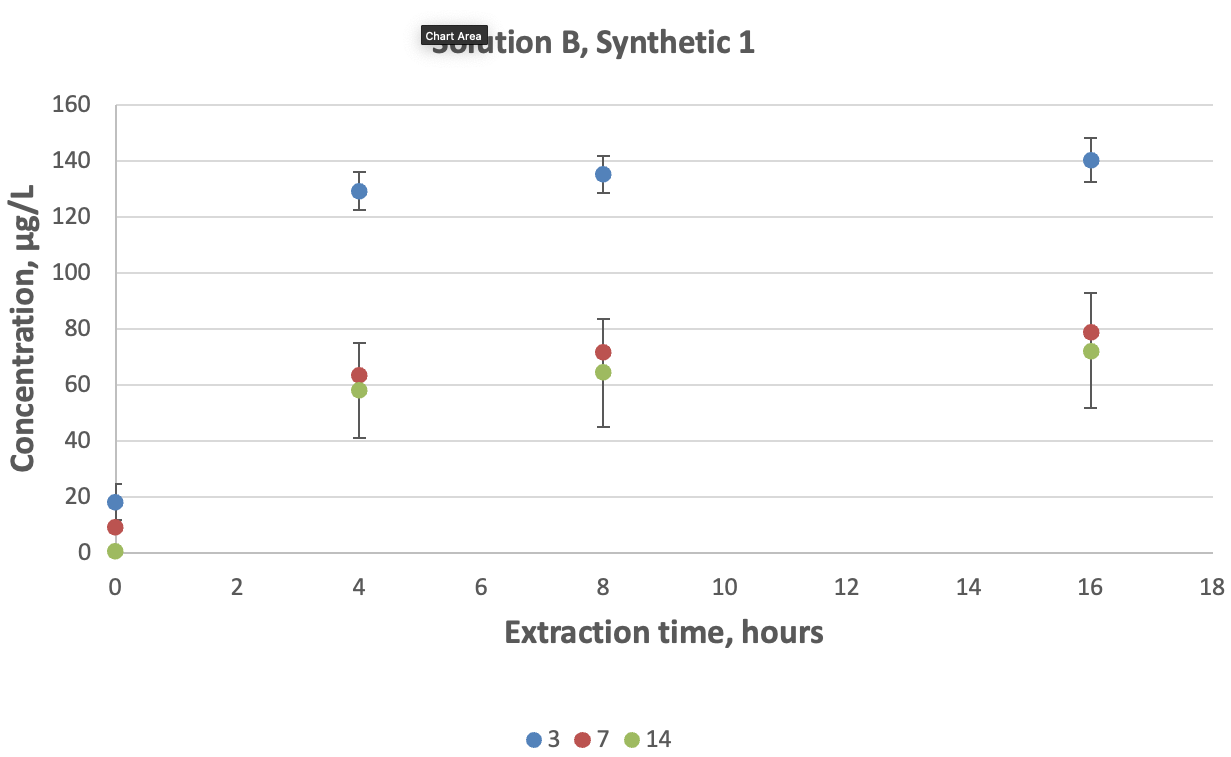 Chart Area
Solution B, Synthetic 1
Concentration, µg/L
160
140
120
100
80
60
40
20
0
0 2 4 6 8 10 12 14 16 18
Extraction time, hours
3 7 14